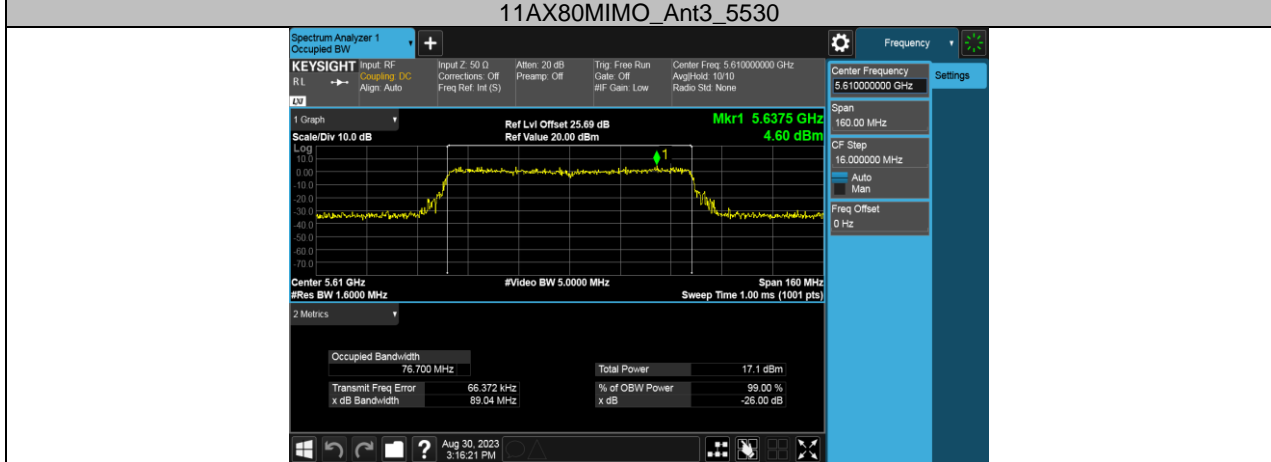 11AX80MIMO_Ant3_5530
Spectrum Analyzer 1
Occupied BW
Frequency
KEYSIGHT
Input: RF
Input Z: 50 Ω
Atten: 20 dB
Trig: Free Run
Center Freq: 5.610000000 GHz
RL
Coupling: DC
Corrections: Off
Preamp: Off
Gate: Off
Avg|Hold: 10/10
Align: Auto
Freq Ref: Int (S)
#IF Gain: Low
Radio Std: None
LXI
Center Frequency
5.610000000 GHz
Settings
Span
160.00 MHz
CF Step
16.000000 MHz
Auto
Man
Freq Offset
0 Hz
1 Graph
Ref Lvl Offset 25.69 dB
Mkr1 5.6375 GHz
Scale/Div 10.0 dB
Ref Value 20.00 dBm
4.60 dBm
Log
10.0
0.00
-10.0
-20.0
-30.0
-40.0
-50.0
-60.0
-70.0
1
Center 5.61 GHz
#Video BW 5.0000 MHz
Span 160 MHz
#Res BW 1.6000 MHz
Sweep Time 1.00 ms (1001 pts)
2 Metrics
Occupied Bandwidth
76.700 MHz
Total Power
17.1 dBm
Transmit Freq Error
66.372 kHz
% of OBW Power
99.00 %
x dB Bandwidth
89.04 MHz
x dB
-26.00 dB
?
Aug 30, 2023
3:16:21 PM